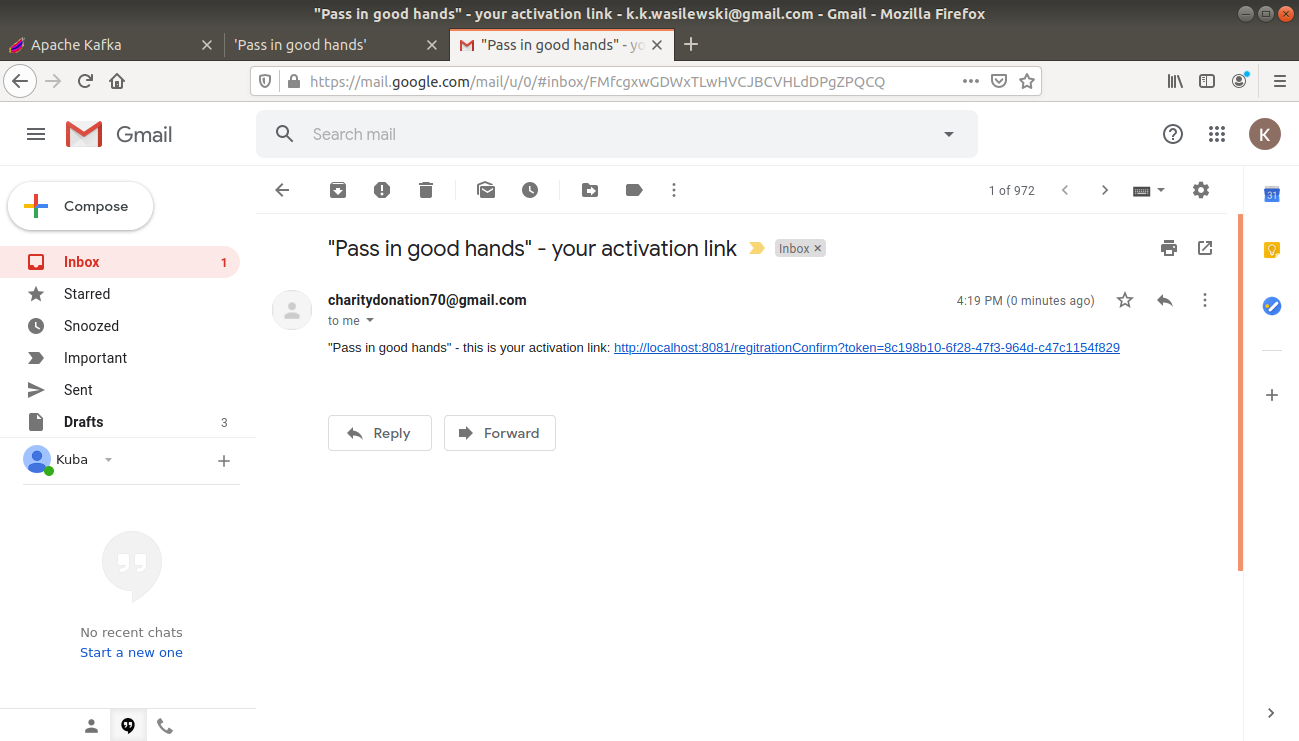 "Pass in good hands" - your activation link - k.k.wasilewski@gmail.com - Gmail - Mozilla Firefox
Apache Kafka
'Pass in good hands'
"Pass in good hands" - yo
https://mail.google.com/mail/u/0/#inbox/FMfcgxwGDWxTLwHVCJBCVHLdDPgZPQCQ
Gmail
Search mail
K
Compose
1 of 972
31
"Pass in good hands" - your activation link
Inbox
Inbox 1
Starred
Snoozed
Important
Sent
Drafts 3
charitydonation70@gmail.com
4:19 PM (0 minutes ago)
to me
"Pass in good hands" - this is your activation link: http://localhost:8081/regitrationConfirm?token=8c198b10-6f28-47f3-964d-c47c1154f829
Reply
Forward
Kuba
No recent chats
Start a new one